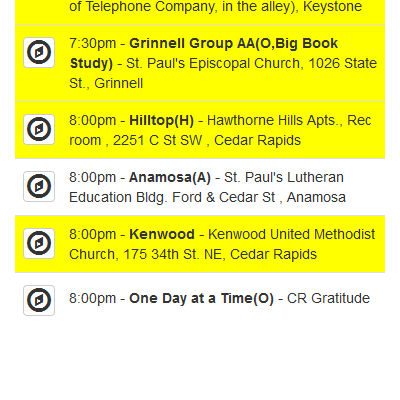 of Telephone Company, in the alley), Keystone
7:30pm - Grinnell Group AA(O,Big Book
Study) - St. Paul's Episcopal Church, 1026 State
St., Grinnell
8:00pm - Hilltop(H) - Hawthorne Hills Apts., Rec
room , 2251 C St SW , Cedar Rapids
8:00pm - Anamosa(A) - St. Paul's Lutheran
Education Bldg. Ford & Cedar St , Anamosa
8:00pm - Kenwood - Kenwood United Methodist
Church, 175 34th St. NE, Cedar Rapids
8:00pm - One Day at a Time(O) - CR Gratitude